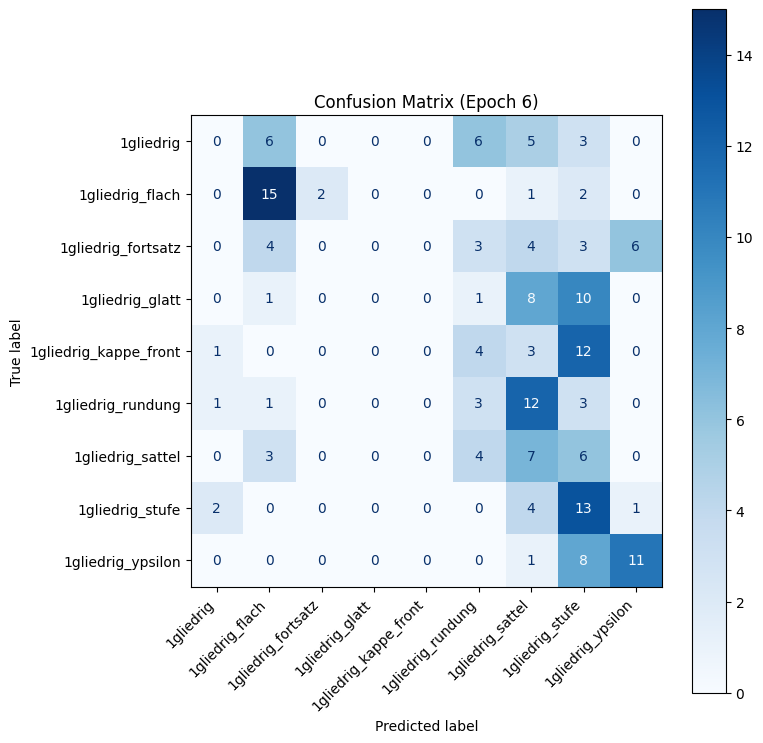 Confusion Matrix (Epoch 6)
True label
1gliedrig 0 6 0 0 0 6 5 3 0
1gliedrig_flach 0 15 2 0 0 0 1 2 0
1gliedrig_fortsatz 0 4 0 0 0 3 4 3 6
1gliedrig_glatt 0 1 0 0 0 1 8 10 0
1gliedrig_kappe_front 1 0 0 0 0 4 3 12 0
1gliedrig_rundung 1 1 0 0 0 3 12 3 0
1gliedrig_sattel 0 3 0 0 0 4 7 6 0
1gliedrig_stufe 2 0 0 0 0 0 4 13 1
1gliedrig_ypsilon 0 0 0 0 0 0 1 8 11
1gliedrig
1gliedrig_flach
1gliedrig_fortsatz
1gliedrig_glatt
1gliedrig_kappe_front
1gliedrig_rundung
1gliedrig_sattel
1gliedrig_stufe
1gliedrig_ypsilon
Predicted label
14
12
10
8
6
4
2
0